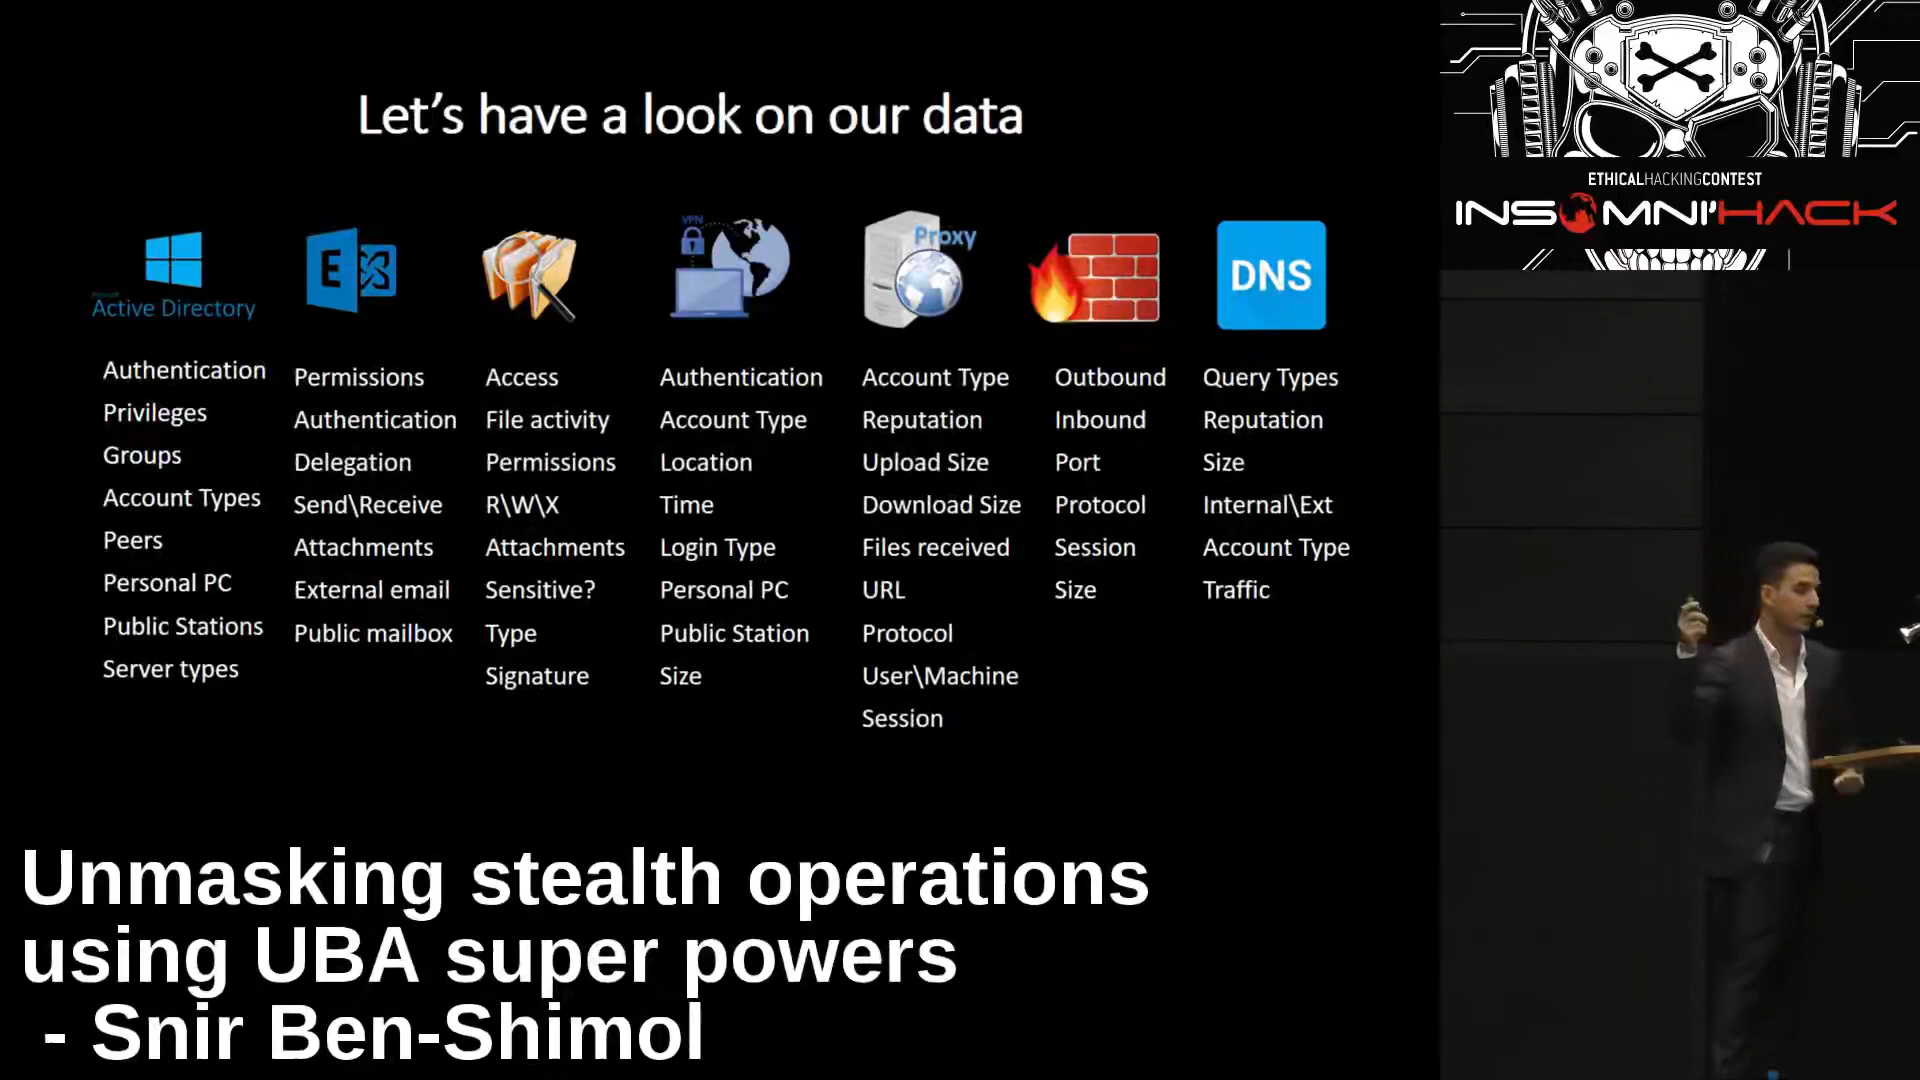 Let's have a look on our data
Active Directory
Authentication
Privileges
Groups
Account Types
Peers
Personal PC
Public Stations
Server types
E
Permissions
Authentication
Delegation
Send\Receive
Attachments
External email
Public mailbox
Access
File activity
Permissions
R\W\X
Attachments
Sensitive?
Type
Signature
VPN
Authentication
Account Type
Location
Time
Login Type
Personal PC
Public Station
Size
Proxy
Account Type
Reputation
Upload Size
Download Size
Files received
URL
Protocol
User\Machine
Session
Outbound
Inbound
Port
Protocol
Session
Size
DNS
Query Types
Reputation
Size
Internal\Ext
Account Type
Traffic
ETHICALHACKINGCONTEST
INSOMNI'HACK
Unmasking stealth operations
using UBA super powers
- Snir Ben-Shimol